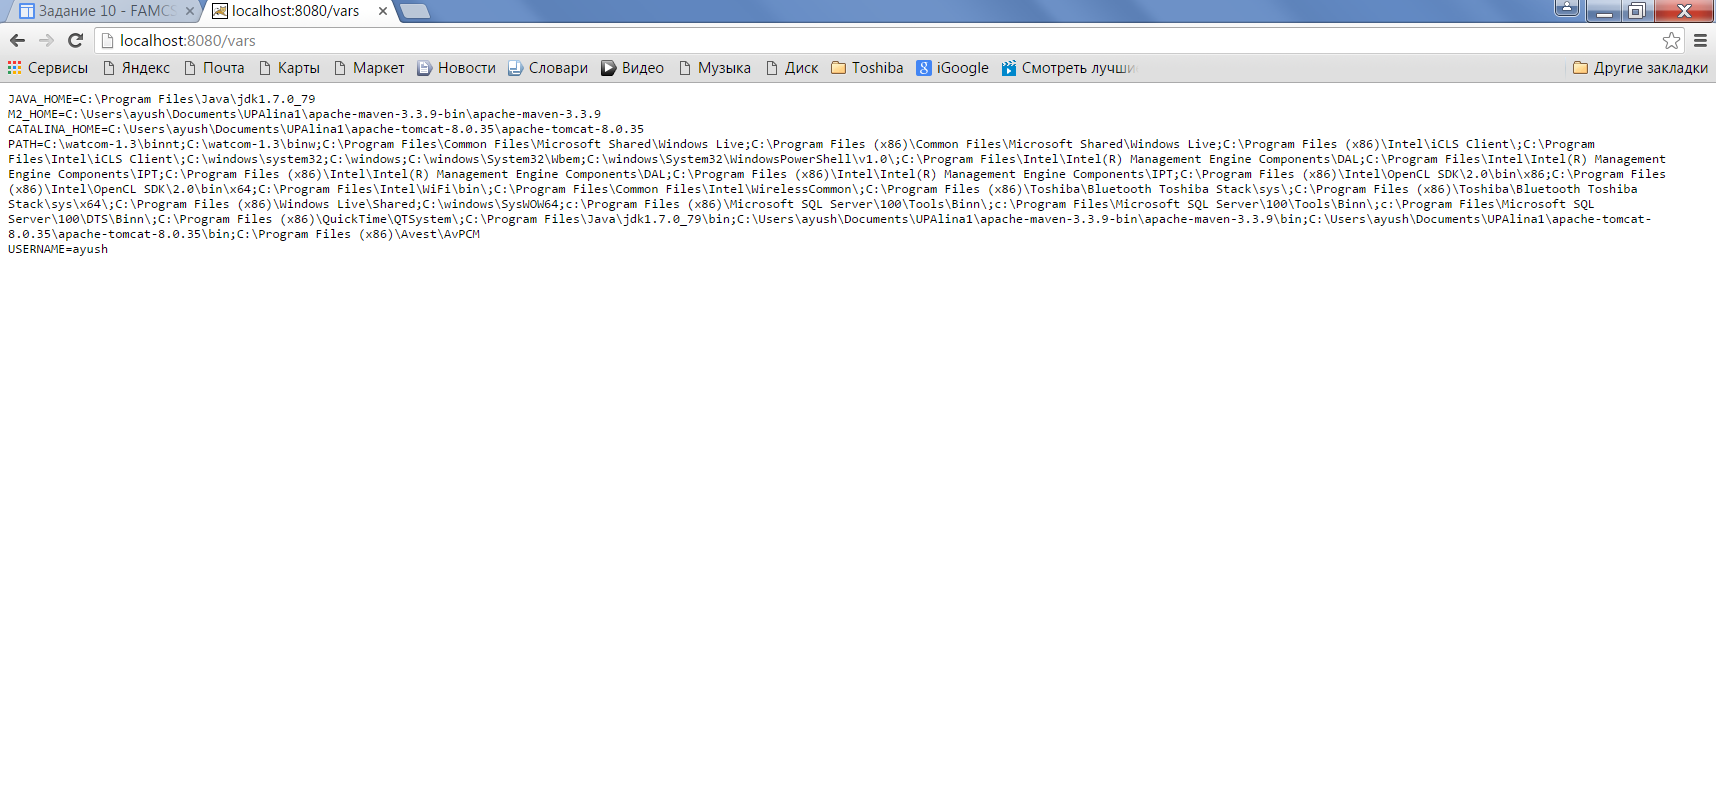 Задание 10 - FAMCS
localhost:8080/vars
localhost:8080/vars
Сервисы Яндекс Почта Карты Маркет Новости Словари Видео Музыка Диск Toshiba iGoogle Смотреть лучши Другие закладки
JAVA_HOME=C:\Program Files\Java\jdk1.7.0_79
M2_HOME=C:\Users\ayush\Documents\UPAlina1\apache-maven-3.3.9-bin\apache-maven-3.3.9
CATALINA_HOME=C:\Users\ayush\Documents\UPAlina1\apache-tomcat-8.0.35\apache-tomcat-8.0.35
PATH=C:\watcom-1.3\binnt;C:\watcom-1.3\binw;C:\Program Files\Common Files\Microsoft Shared\Windows Live;C:\Program Files (x86)\Common Files\Microsoft Shared\Windows Live;C:\Program Files (x86)\Intel\iCLS Client\;C:\Program
Files\Intel\iCLS Client\;C:\windows\system32;C:\windows;C:\windows\System32\Wbem;C:\windows\System32\WindowsPowerShell\v1.0\;C:\Program Files\Intel\Intel(R) Management Engine Components\DAL;C:\Program Files\Intel\Intel(R) Management
Engine Components\IPT;C:\Program Files (x86)\Intel\Intel(R) Management Engine Components\DAL;C:\Program Files (x86)\Intel\Intel(R) Management Engine Components\IPT;C:\Program Files (x86)\Intel\OpenCL SDK\2.0\bin\x86;C:\Program Files
(x86)\Intel\OpenCL SDK\2.0\bin\x64;C:\Program Files\Intel\WiFi\bin\;C:\Program Files\Common Files\Intel\WirelessCommon\;C:\Program Files (x86)\Toshiba\Bluetooth Toshiba Stack\sys\;C:\Program Files (x86)\Toshiba\Bluetooth Toshiba
Stack\sys\x64\;C:\Program Files (x86)\Windows Live\Shared;C:\windows\SysWOW64;c:\Program Files (x86)\Microsoft SQL Server\100\Tools\Binn\;c:\Program Files\Microsoft SQL Server\100\Tools\Binn\;c:\Program Files\Microsoft SQL
Server\100\DTS\Binn\;C:\Program Files (x86)\QuickTime\QTSystem\;C:\Program Files\Java\jdk1.7.0_79\bin;C:\Users\ayush\Documents\UPAlina1\apache-maven-3.3.9-bin\apache-maven-3.3.9\bin;C:\Users\ayush\Documents\UPAlina1\apache-tomcat-
8.0.35\apache-tomcat-8.0.35\bin;C:\Program Files (x86)\Avest\AvPCM
USERNAME=ayush